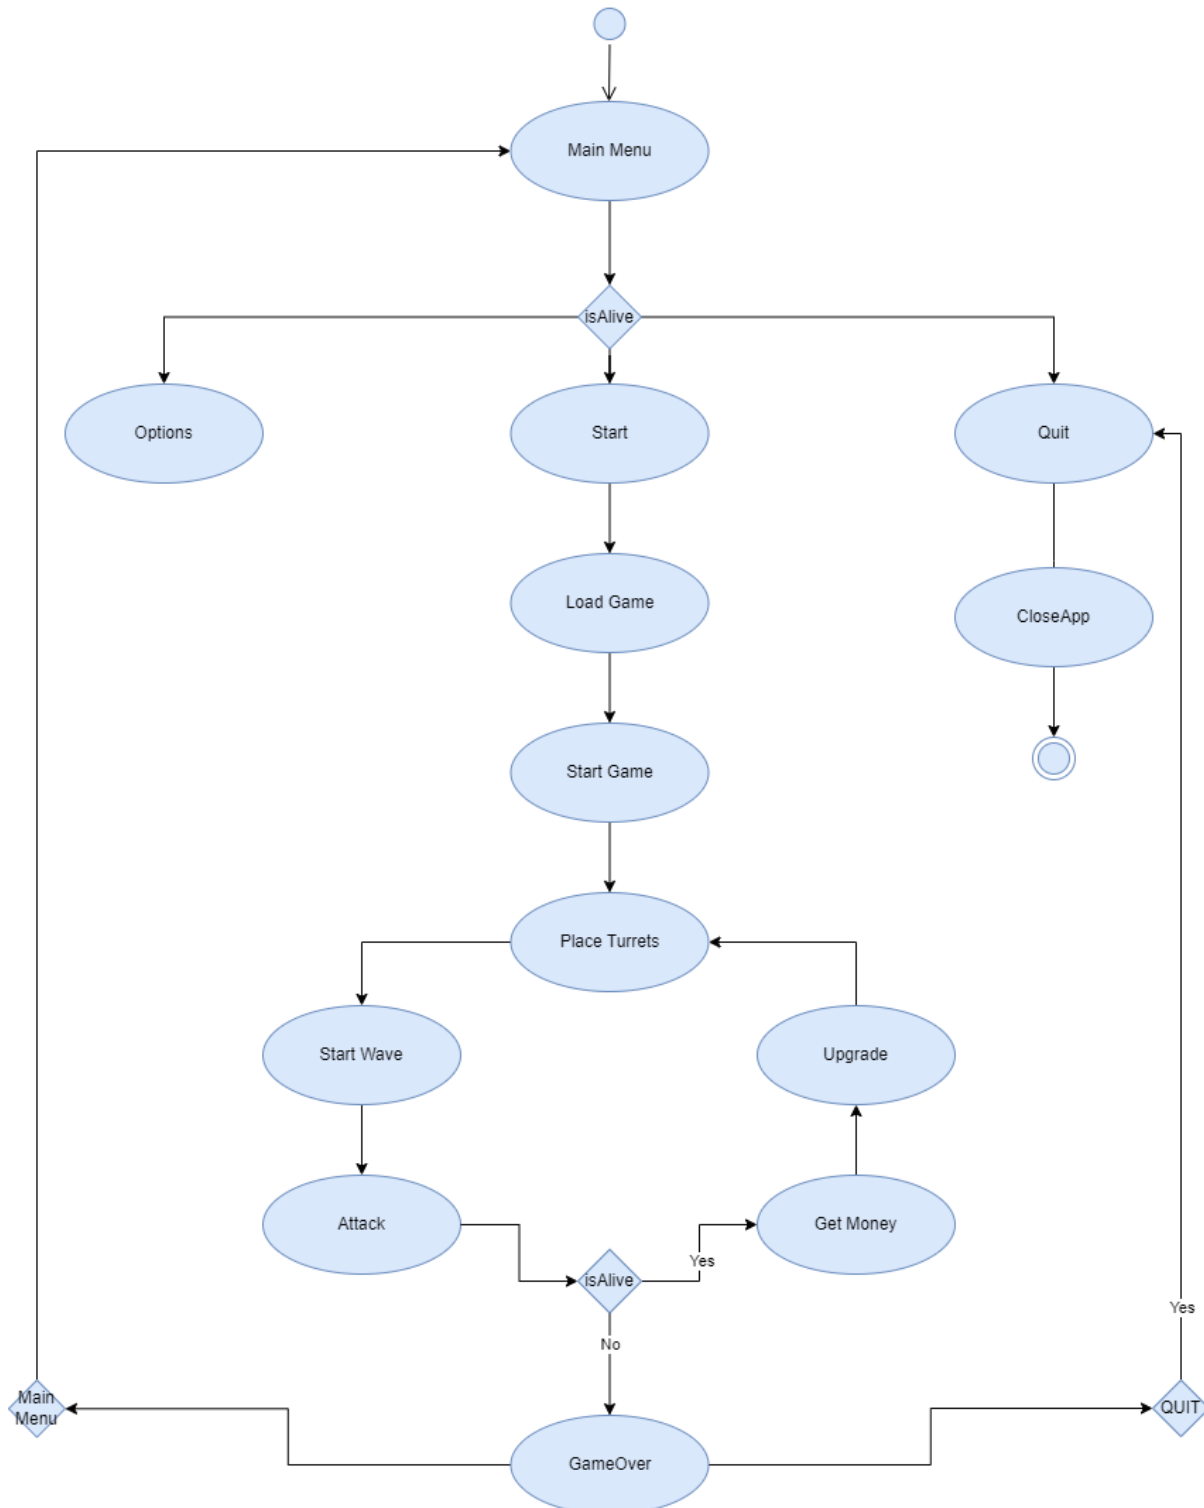 Main Menu
isAlive
Options
Start
Quit
Load Game
CloseApp
Start Game
Place Turrets
Start Wave
Upgrade
Attack
Get Money
Yes
isAlive
Yes
No
Main
Menu
QUIT
GameOver